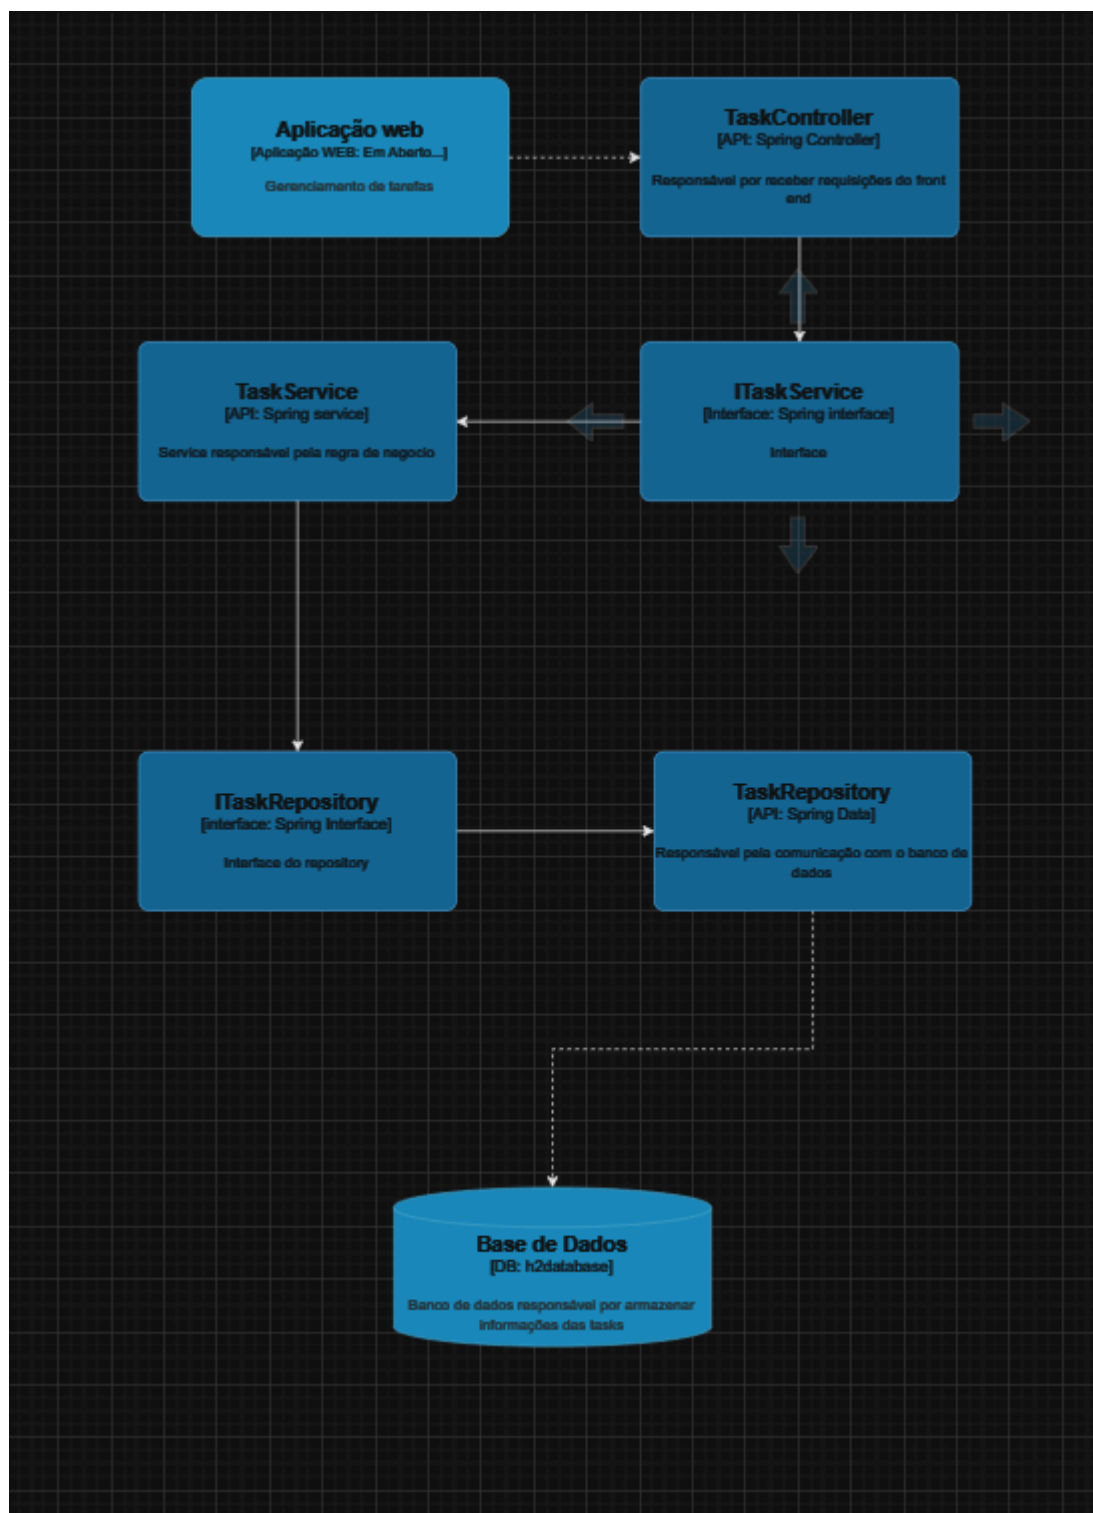 Aplicação web
[Aplicação WEB: Em Aberto...]
Gerenciamento de tarefas
TaskController
[API: Spring Controller]
Responsável por receber requisições do front
end
TaskService
[API: Spring service]
Service responsável pela regra de negocio
ITaskService
[Interface: Spring interface]
Interface
ITaskRepository
[interface: Spring Interface]
Interface do repository
TaskRepository
[API: Spring Data]
Responsável pela comunicação com o banco de
dados
Base de Dados
[DB: h2database]
Banco de dados responsável por armazenar
informações das tasks